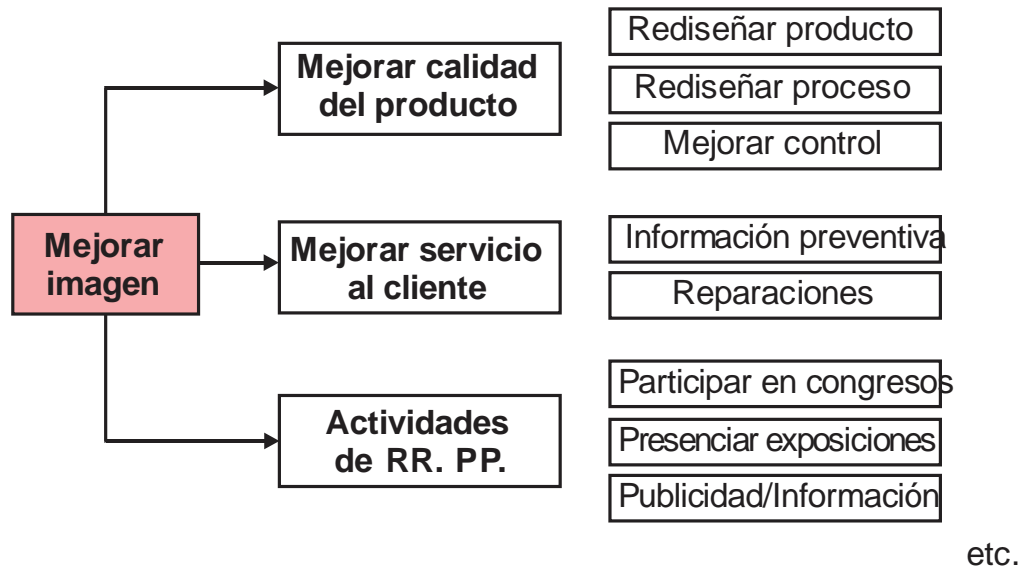 Mejorar
imagen
Mejorar calidad
del producto
Rediseñar producto
Rediseñar proceso
Mejorar control
Mejorar servicio
al cliente
Información preventiva
Reparaciones
Actividades
de RR. PP.
Participar en congresos
Presenciar exposiciones
Publicidad/Información
etc.